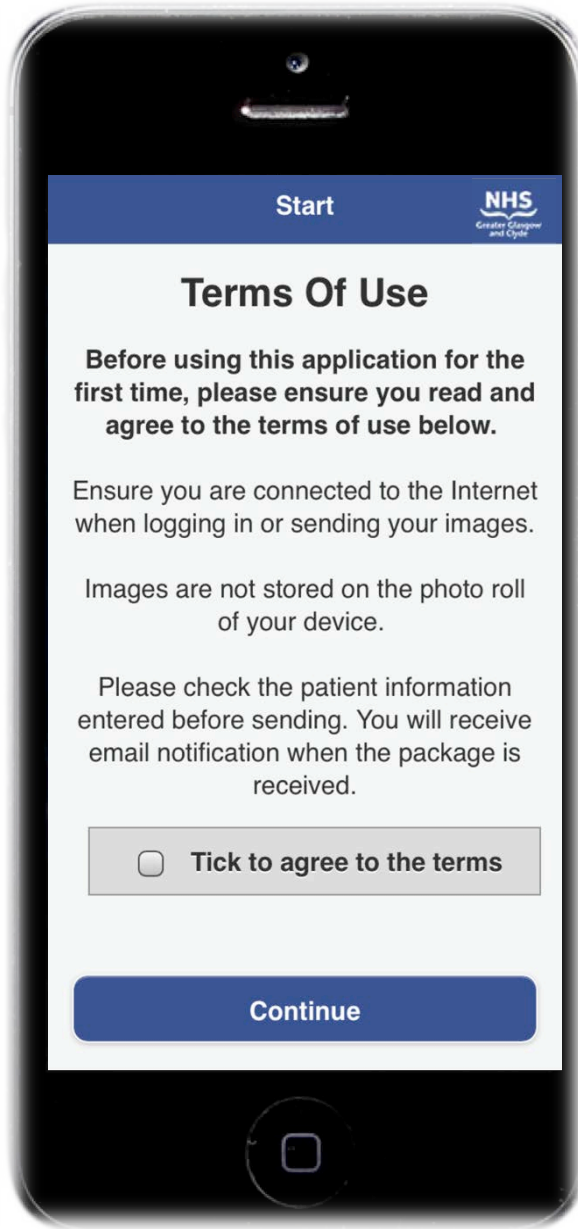 Start
NHS
Greater Glasgow
and Clyde
Terms Of Use
Before using this application for the
first time, please ensure you read and
agree to the terms of use below.
Ensure you are connected to the Internet
when logging in or sending your images.
Images are not stored on the photo roll
of your device.
Please check the patient information
entered before sending. You will receive
email notification when the package is
received.
Tick to agree to the terms
Continue